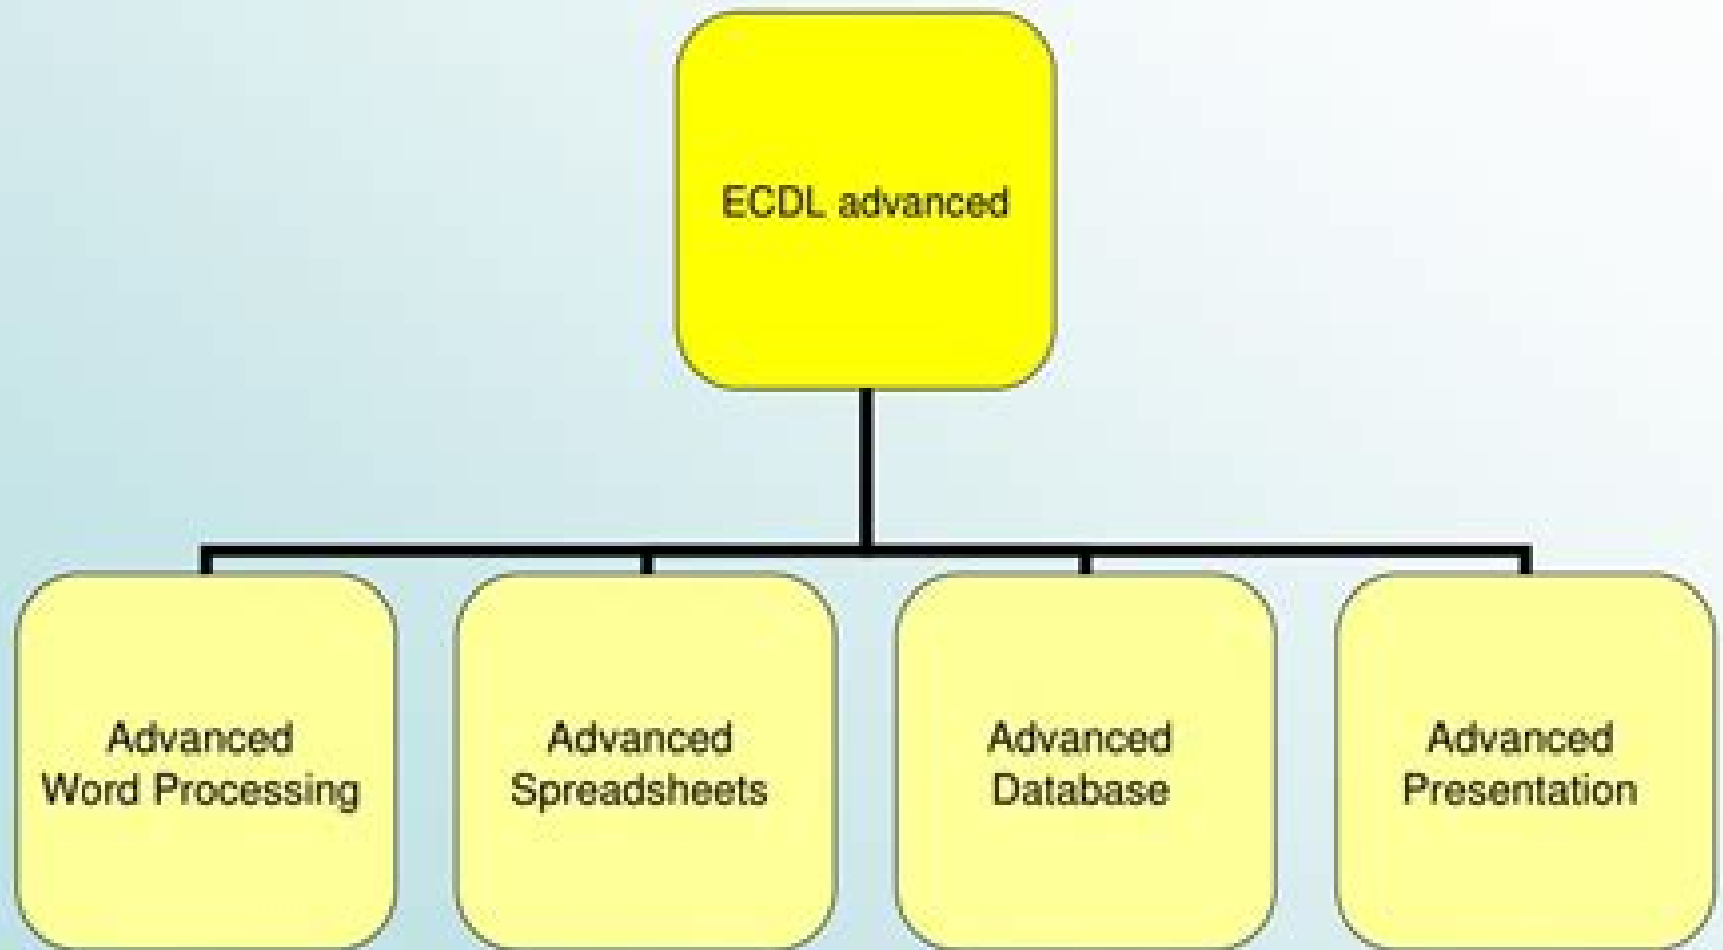 ECDL advanced
Advanced
Word Processing
Advanced
Spreadsheets
Advanced
Database
Advanced
Presentation